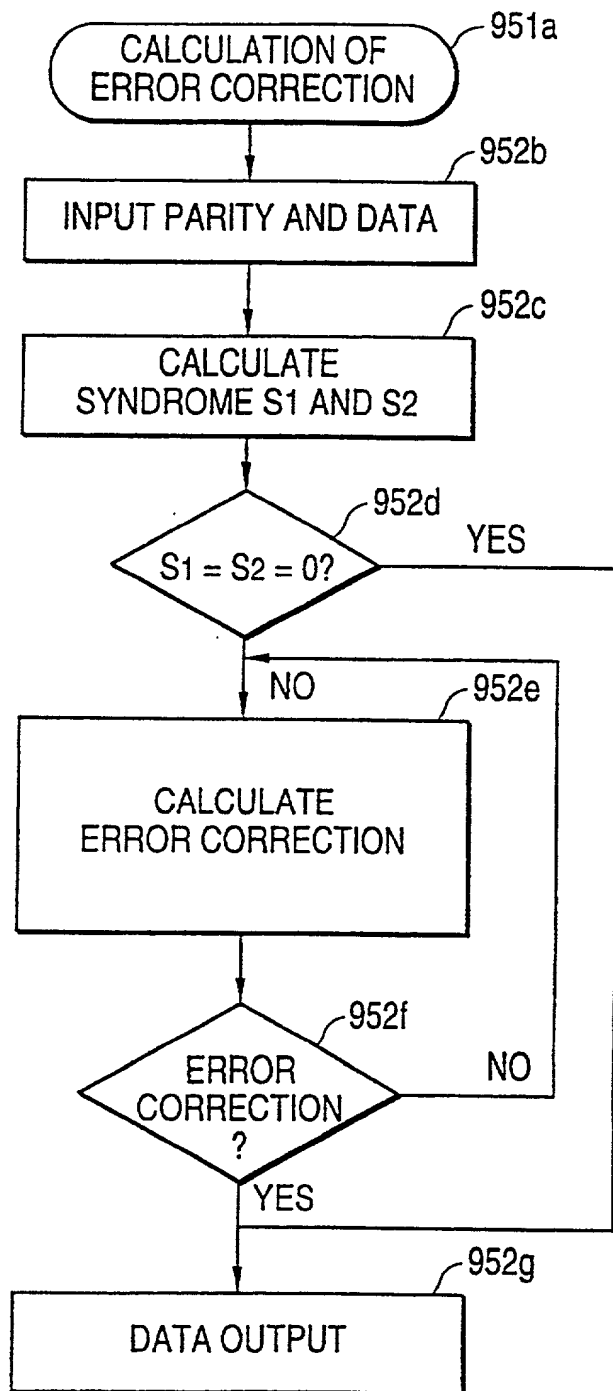 951a
CALCULATION OF
ERROR CORRECTION
952b
INPUT PARITY AND DATA
952c
CALCULATE
SYNDROME S1 AND S2
952d
S1 = S2 = 0?
YES
NO
952e
CALCULATE
ERROR CORRECTION
952f
ERROR
CORRECTION
?
NO
YES
952g
DATA OUTPUT